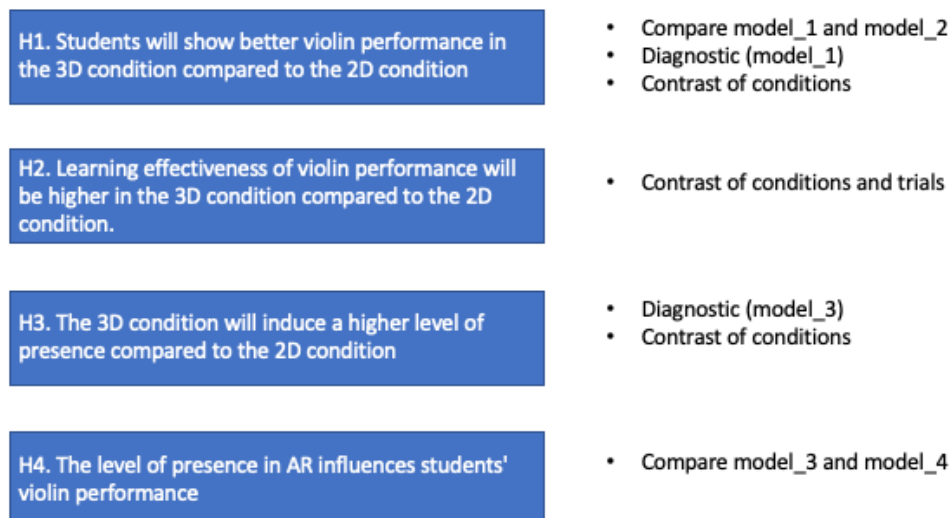 H1. Students will show better violin performance in
the 3D condition compared to the 2D condition
• Compare model_1 and model_2
• Diagnostic (model_1)
• Contrast of conditions
H2. Learning effectiveness of violin performance will
be higher in the 3D condition compared to the 2D
condition.
• Contrast of conditions and trials
H3. The 3D condition will induce a higher level of
presence compared to the 2D condition
• Diagnostic (model_3)
• Contrast of conditions
H4. The level of presence in AR influences students'
violin performance
• Compare model_3 and model_4